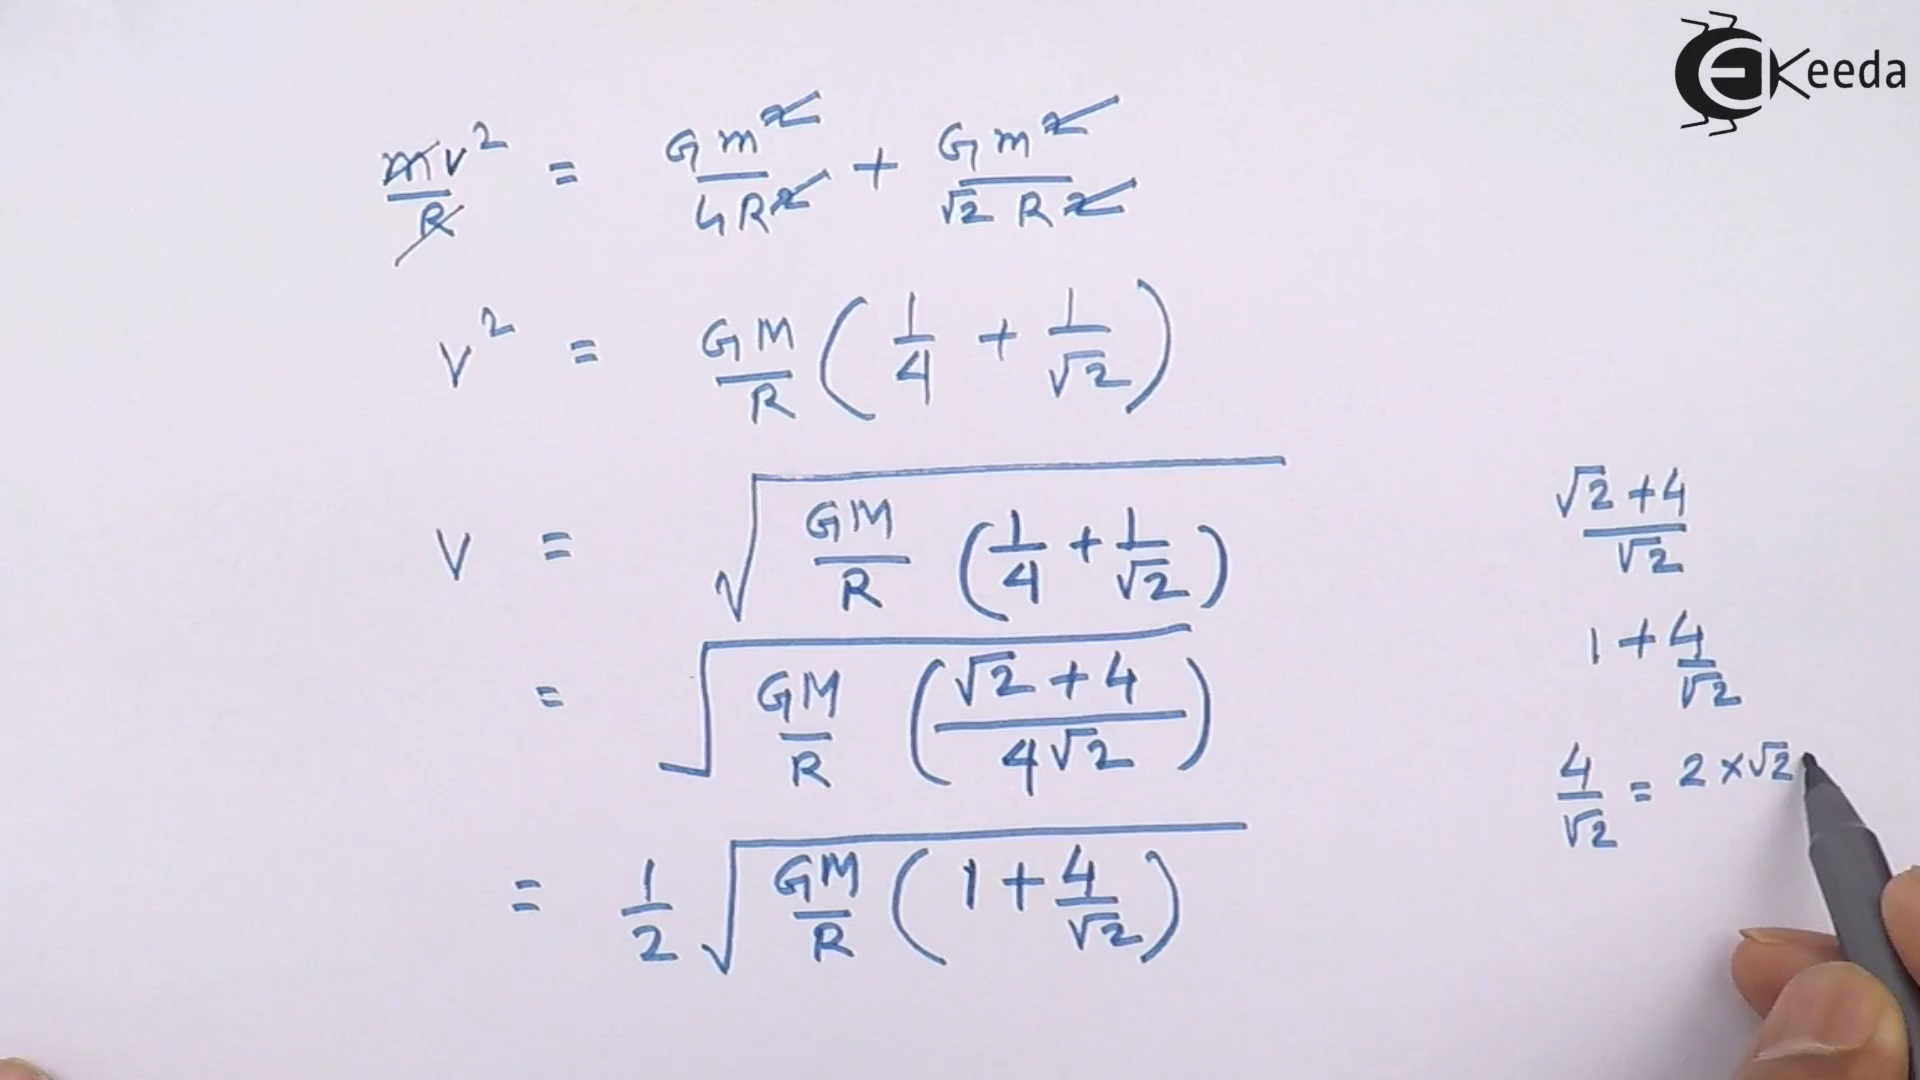 EKeeda
mv²/R = Gm²/4R² + Gm²/√2 R²
v² = GM/R (1/4 + 1/√2)
v = √(GM/R (1/4 + 1/√2))
= √(GM/R ((√2 + 4)/4√2))
= 1/2 √(GM/R (1 + 4/√2))
(√2 + 4)/√2
1 + 4/√2
4/√2 = 2 × √2